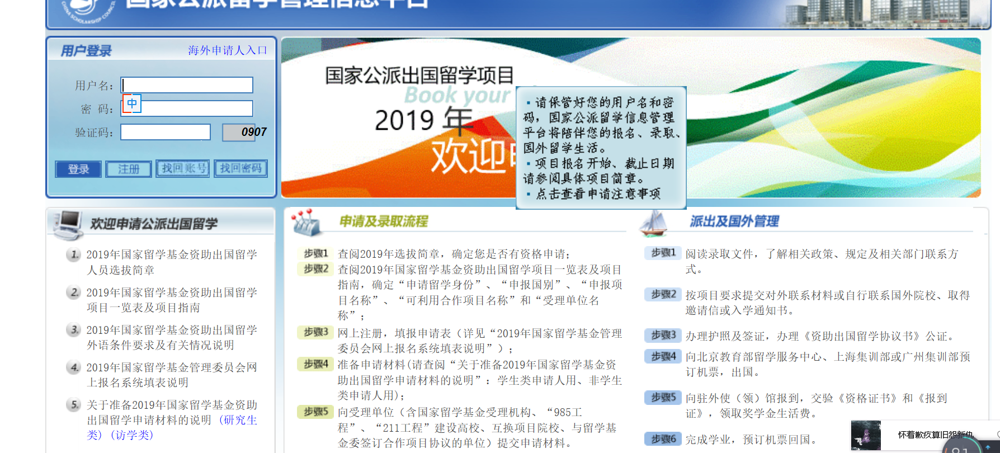 国家公派留学管理信息平台
CHINA SCHOLARSHIP COUNCIL
用户登录
海外申请人入口
用户名：
中
密 码：
验证码：
0907
登录
注册
找回账号
找回密码
国家公派出国留学项目
Book your
2019 年
欢迎
▪请保管好您的用户名和密
码，国家公派留学信息管理
平台将陪伴您的报名、录取、
国外留学生活。
▪项目报名开始、截止日期
请参阅具体项目简章。
▪点击查看申请注意事项
欢迎申请公派出国留学
1.
2019年国家留学基金资助出国留学
人员选拔简章
2.
2019年国家留学基金资助出国留学
项目一览表及项目指南
3.
2019年国家留学基金资助出国留学
外语条件要求及有关情况说明
4.
2019年国家留学基金管理委员会网
上报名系统填表说明
5.
关于准备2019年国家留学基金资助
出国留学申请材料的说明（研究生
类）(访学类）
申请及录取流程
步骤1 查阅2019年选拔简章，确定您是否有资格申请；
步骤2 查阅2019年国家留学基金资助出国留学项目一览表及项目
指南，确定“申请留学身份”、“申报国别”、“申报项
目名称”、“可利用合作项目名称”和“受理单位名
称”；
步骤3 网上注册，填报申请表（详见“2019年国家留学基金管理
委员会网上报名系统填表说明”）；
步骤4 准备申请材料(请查阅“关于准备2019年国家留学基金资
助出国留学申请材料的说明”：学生类申请人用、非学生
类申请人用)；
步骤5 向受理单位（含国家留学基金受理机构、“985工
程”、“211工程”建设高校、互换项目院校、与留学基
金委签订合作项目协议的单位）提交申请材料。
派出及国外管理
步骤1 阅读录取文件，了解相关政策、规定及相关部门联系方
式。
步骤2 按项目要求提交对外联系材料或自行联系国外院校、取得
邀请信或入学通知书。
步骤3 办理护照及签证，办理《资助出国留学协议书》公证。
步骤4 向北京教育部留学服务中心、上海集训部或广州集训部预
订机票，出国。
步骤5 向驻外使（领）馆报到，交验《资格证书》和《报到
证》，领取奖学金生活费。
步骤6 完成学业，预订机票回国。
怀着歉疚算旧怨新仇